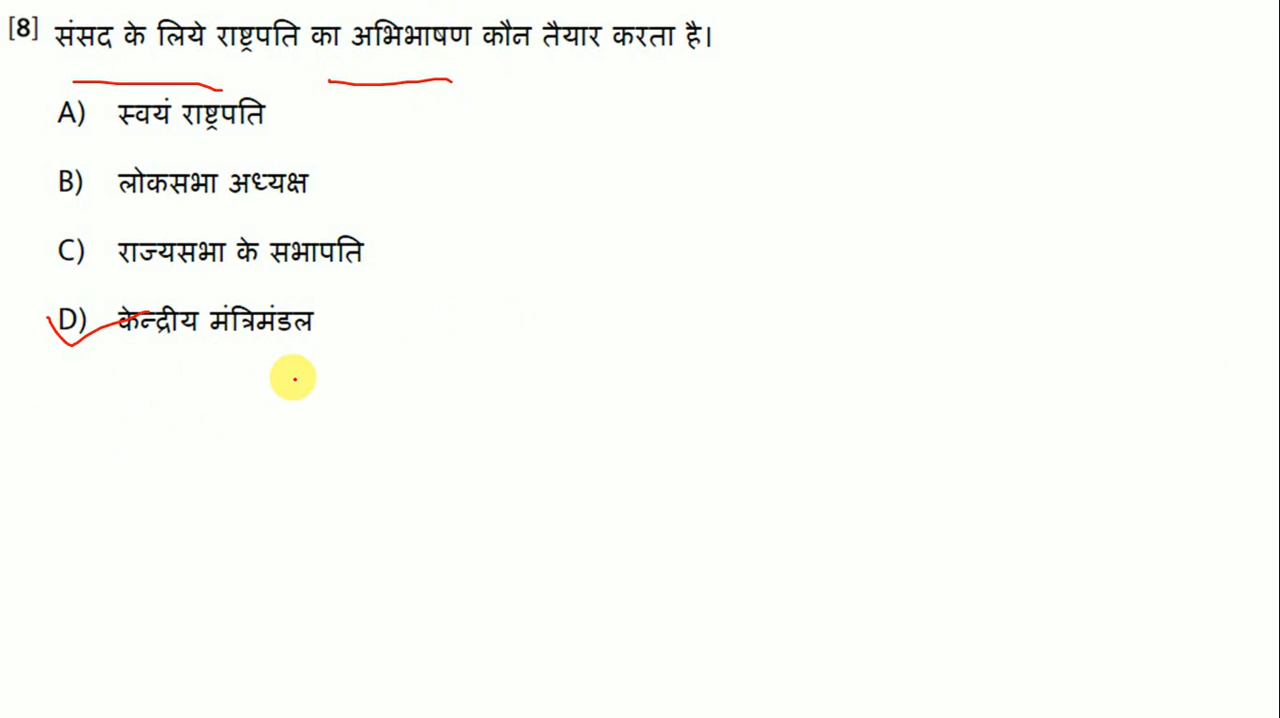 [8] संसद के लिये राष्ट्रपति का अभिभाषण कौन तैयार करता है।
A) स्वयं राष्ट्रपति
B) लोकसभा अध्यक्ष
C) राज्यसभा के सभापति
D) केन्द्रीय मंत्रिमंडल